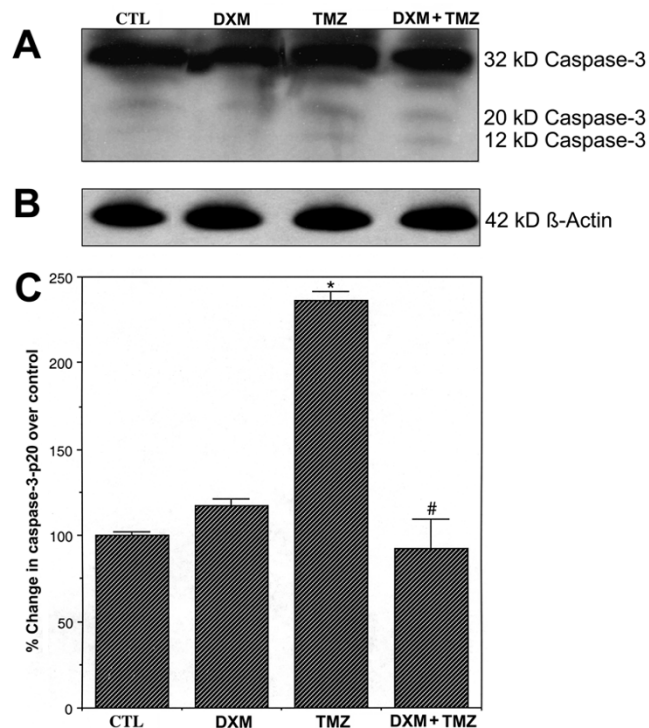 CTL DXM TMZ DXM + TMZ
A
32 kD Caspase-3
20 kD Caspase-3
12 kD Caspase-3
B
42 kD ß-Actin
C
% Change in caspase-3-p20 over control
250
200
150
100
50
0
*
#
CTL DXM TMZ DXM + TMZ